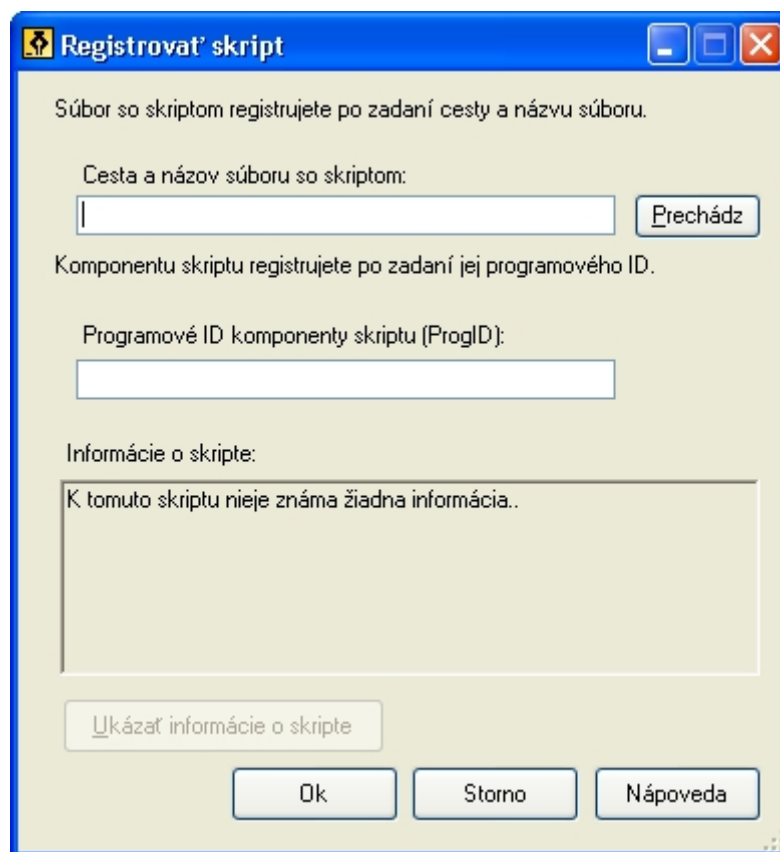 Registrovať skript
Súbor so skriptom registrujete po zadaní cesty a názvu súboru.
Cesta a názov súboru so skriptom:
Prechádz
Komponentu skriptu registrujete po zadaní jej programového ID.
Programové ID komponenty skriptu (ProgID):
Informácie o skripte:
K tomuto skriptu nieje známa žiadna informácia..
Ukázať informácie o skripte
Ok Storno Nápoveda